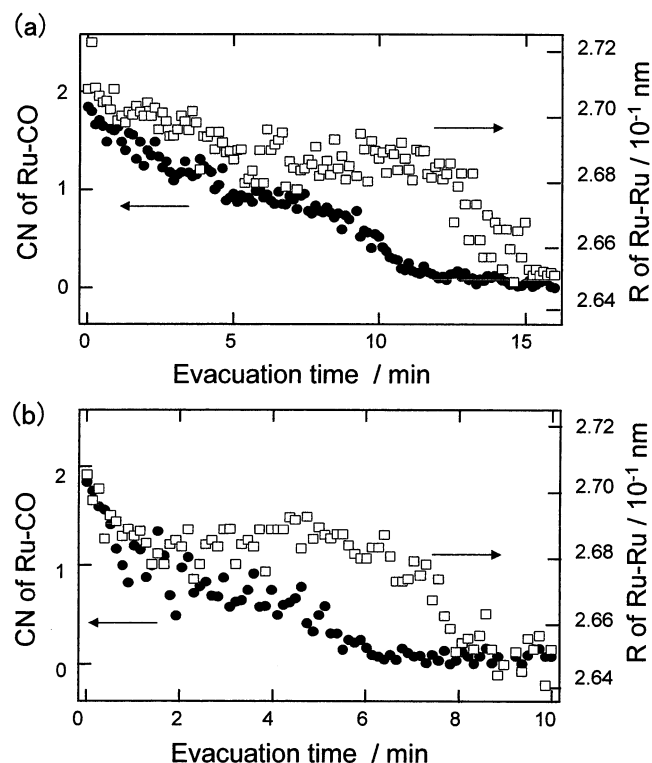 (a)
2.72
2
2.70
1
2.68
2.66
0
2.64
CN of Ru-CO
R of Ru-Ru / 10⁻¹ nm
0 5 10 15
Evacuation time / min
(b)
2.72
2
2.70
1
2.68
2.66
0
2.64
CN of Ru-CO
R of Ru-Ru / 10⁻¹ nm
0 2 4 6 8 10
Evacuation time / min